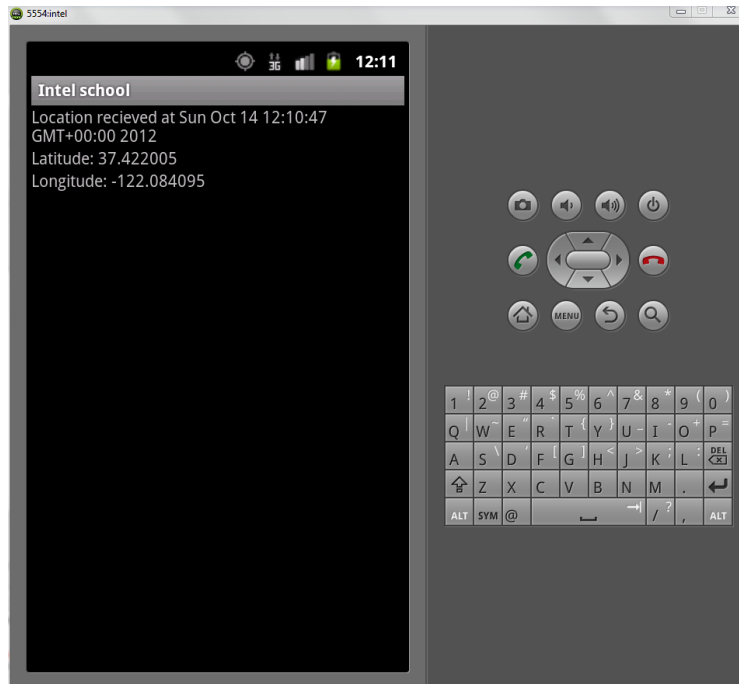 5554:intel
3G 12:11
Intel school
Location recieved at Sun Oct 14 12:10:47
GMT+00:00 2012
Latitude: 37.422005
Longitude: -122.084095
MENU
1 ! 2 @ 3 # 4 $ 5 % 6 ^ 7 & 8 * 9 ( 0 )
Q | W ~ E " R ` T { Y } U _ I - O + P =
A S \ D ' F [ G ] H < J > K ; L : DEL
Z X C V B N M .
ALT SYM @ / ? , ALT